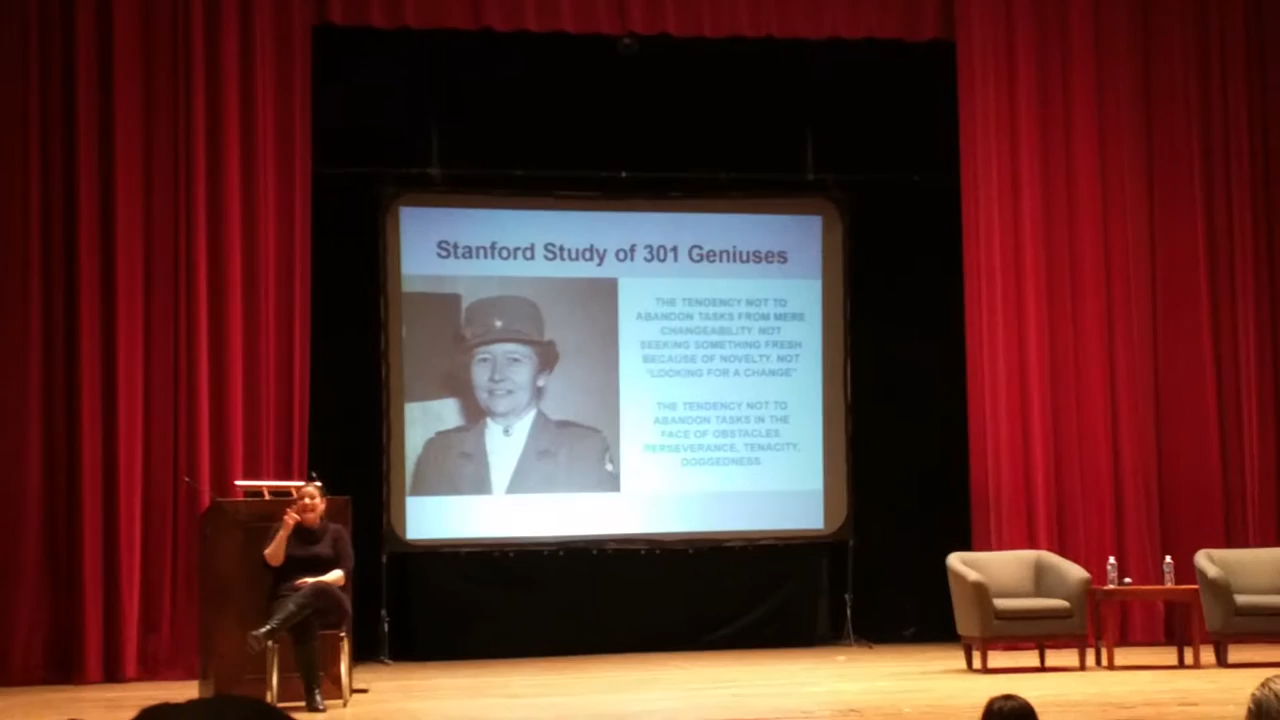 Stanford Study of 301 Geniuses
THE TENDENCY NOT TO
ABANDON TASKS FROM MERE
CHANGEABILITY. NOT
SEEKING SOMETHING FRESH
BECAUSE OF NOVELTY. NOT
"LOOKING FOR A CHANGE"
THE TENDENCY NOT TO
ABANDON TASKS IN THE
FACE OF OBSTACLES.
PERSEVERANCE, TENACITY,
DOGGEDNESS.